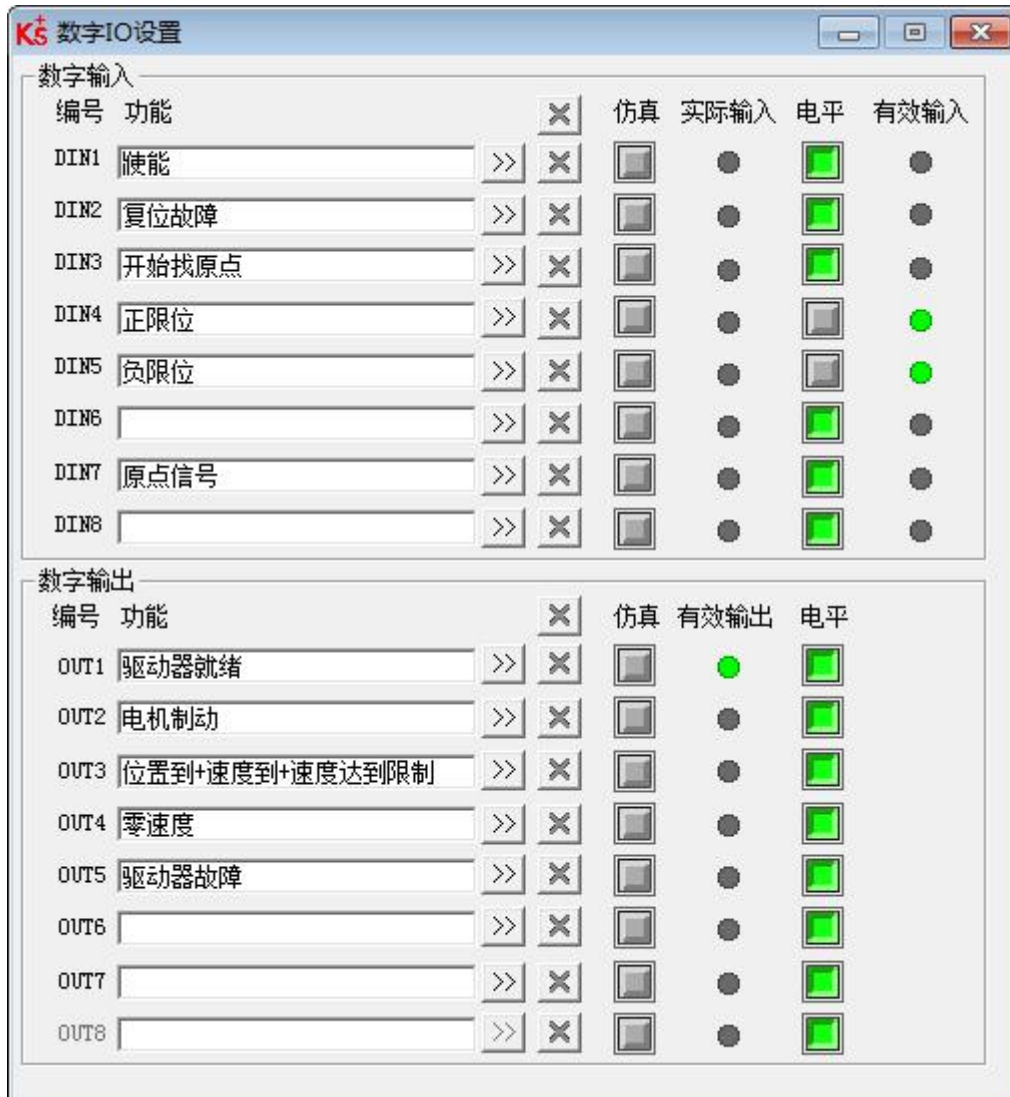 K+S 数字IO设置
数字输入
编号 功能 仿真 实际输入 电平 有效输入
DIN1 使能 >>
DIN2 复位故障 >>
DIN3 开始找原点 >>
DIN4 正限位 >>
DIN5 负限位 >>
DIN6 >>
DIN7 原点信号 >>
DIN8 >>
数字输出
编号 功能 仿真 有效输出 电平
OUT1 驱动器就绪 >>
OUT2 电机制动 >>
OUT3 位置到+速度到+速度达到限制 >>
OUT4 零速度 >>
OUT5 驱动器故障 >>
OUT6 >>
OUT7 >>
OUT8 >>